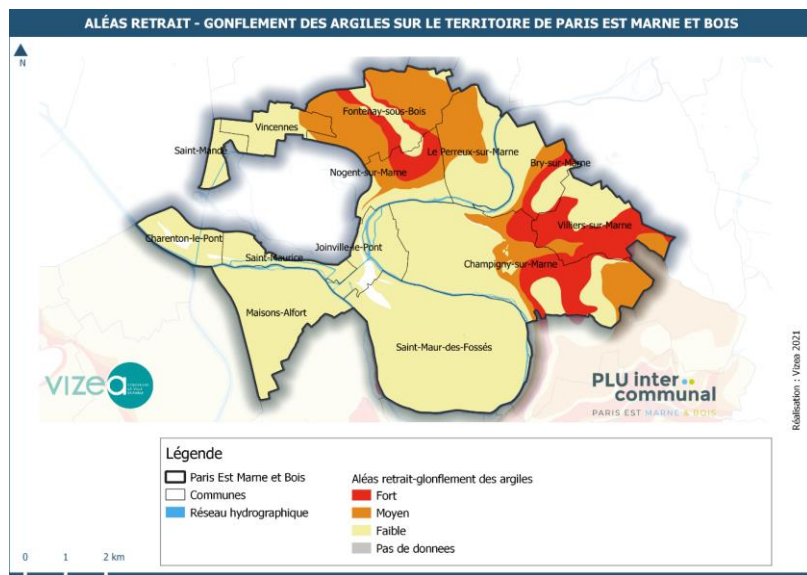 ALÉAS RETRAIT - GONFLEMENT DES ARGILES SUR LE TERRITOIRE DE PARIS EST MARNE ET BOIS
N
Fontenay-sous-Bois
Vincennes
Saint-Mandé
Le Perreux-sur-Marne
Bry-sur-Marne
Nogent-sur-Marne
Villiers-sur-Marne
Charenton-le-Pont
Joinville-le-Pont
Saint-Maurice
Champigny-sur-Marne
Maisons-Alfort
Saint-Maur-des-Fossés
vizea
PLU inter
communal
PARIS EST MARNE & BOIS
Réalisation : Vizea 2021
Légende
Paris Est Marne et Bois
Communes
Réseau hydrographique
Aléas retrait-glonflement des argiles
Fort
Moyen
Faible
Pas de donnees
0 1 2 km